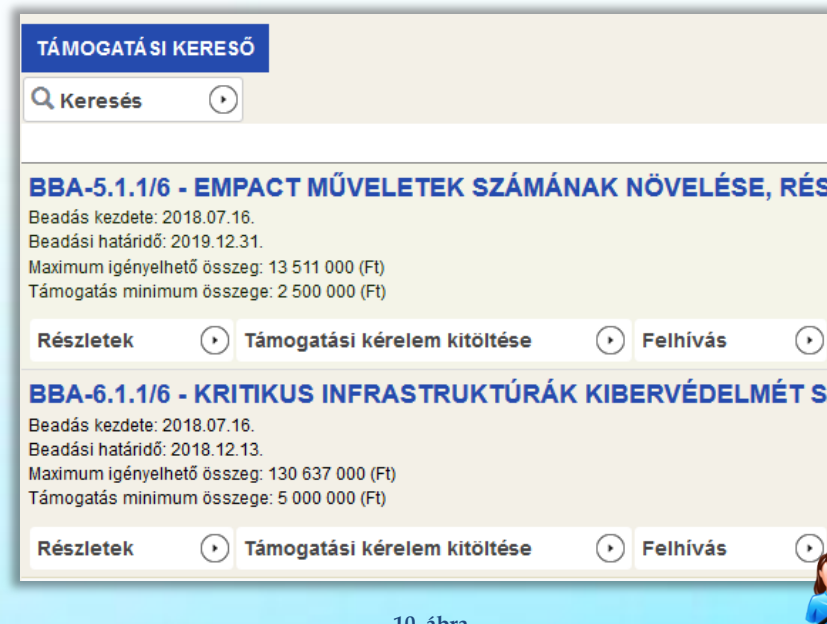 TÁMOGATÁSI KERESŐ
Keresés
BBA-5.1.1/6 - EMPACT MŰVELETEK SZÁMÁNAK NÖVELÉSE, RÉS
Beadás kezdete: 2018.07.16.
Beadási határidő: 2019.12.31.
Maximum igényelhető összeg: 13 511 000 (Ft)
Támogatás minimum összege: 2 500 000 (Ft)
Részletek Támogatási kérelem kitöltése Felhívás
BBA-6.1.1/6 - KRITIKUS INFRASTRUKTÚRÁK KIBERVÉDELMÉT S
Beadás kezdete: 2018.07.16.
Beadási határidő: 2018.12.13.
Maximum igényelhető összeg: 130 637 000 (Ft)
Támogatás minimum összege: 5 000 000 (Ft)
Részletek Támogatási kérelem kitöltése Felhívás
10. ábra